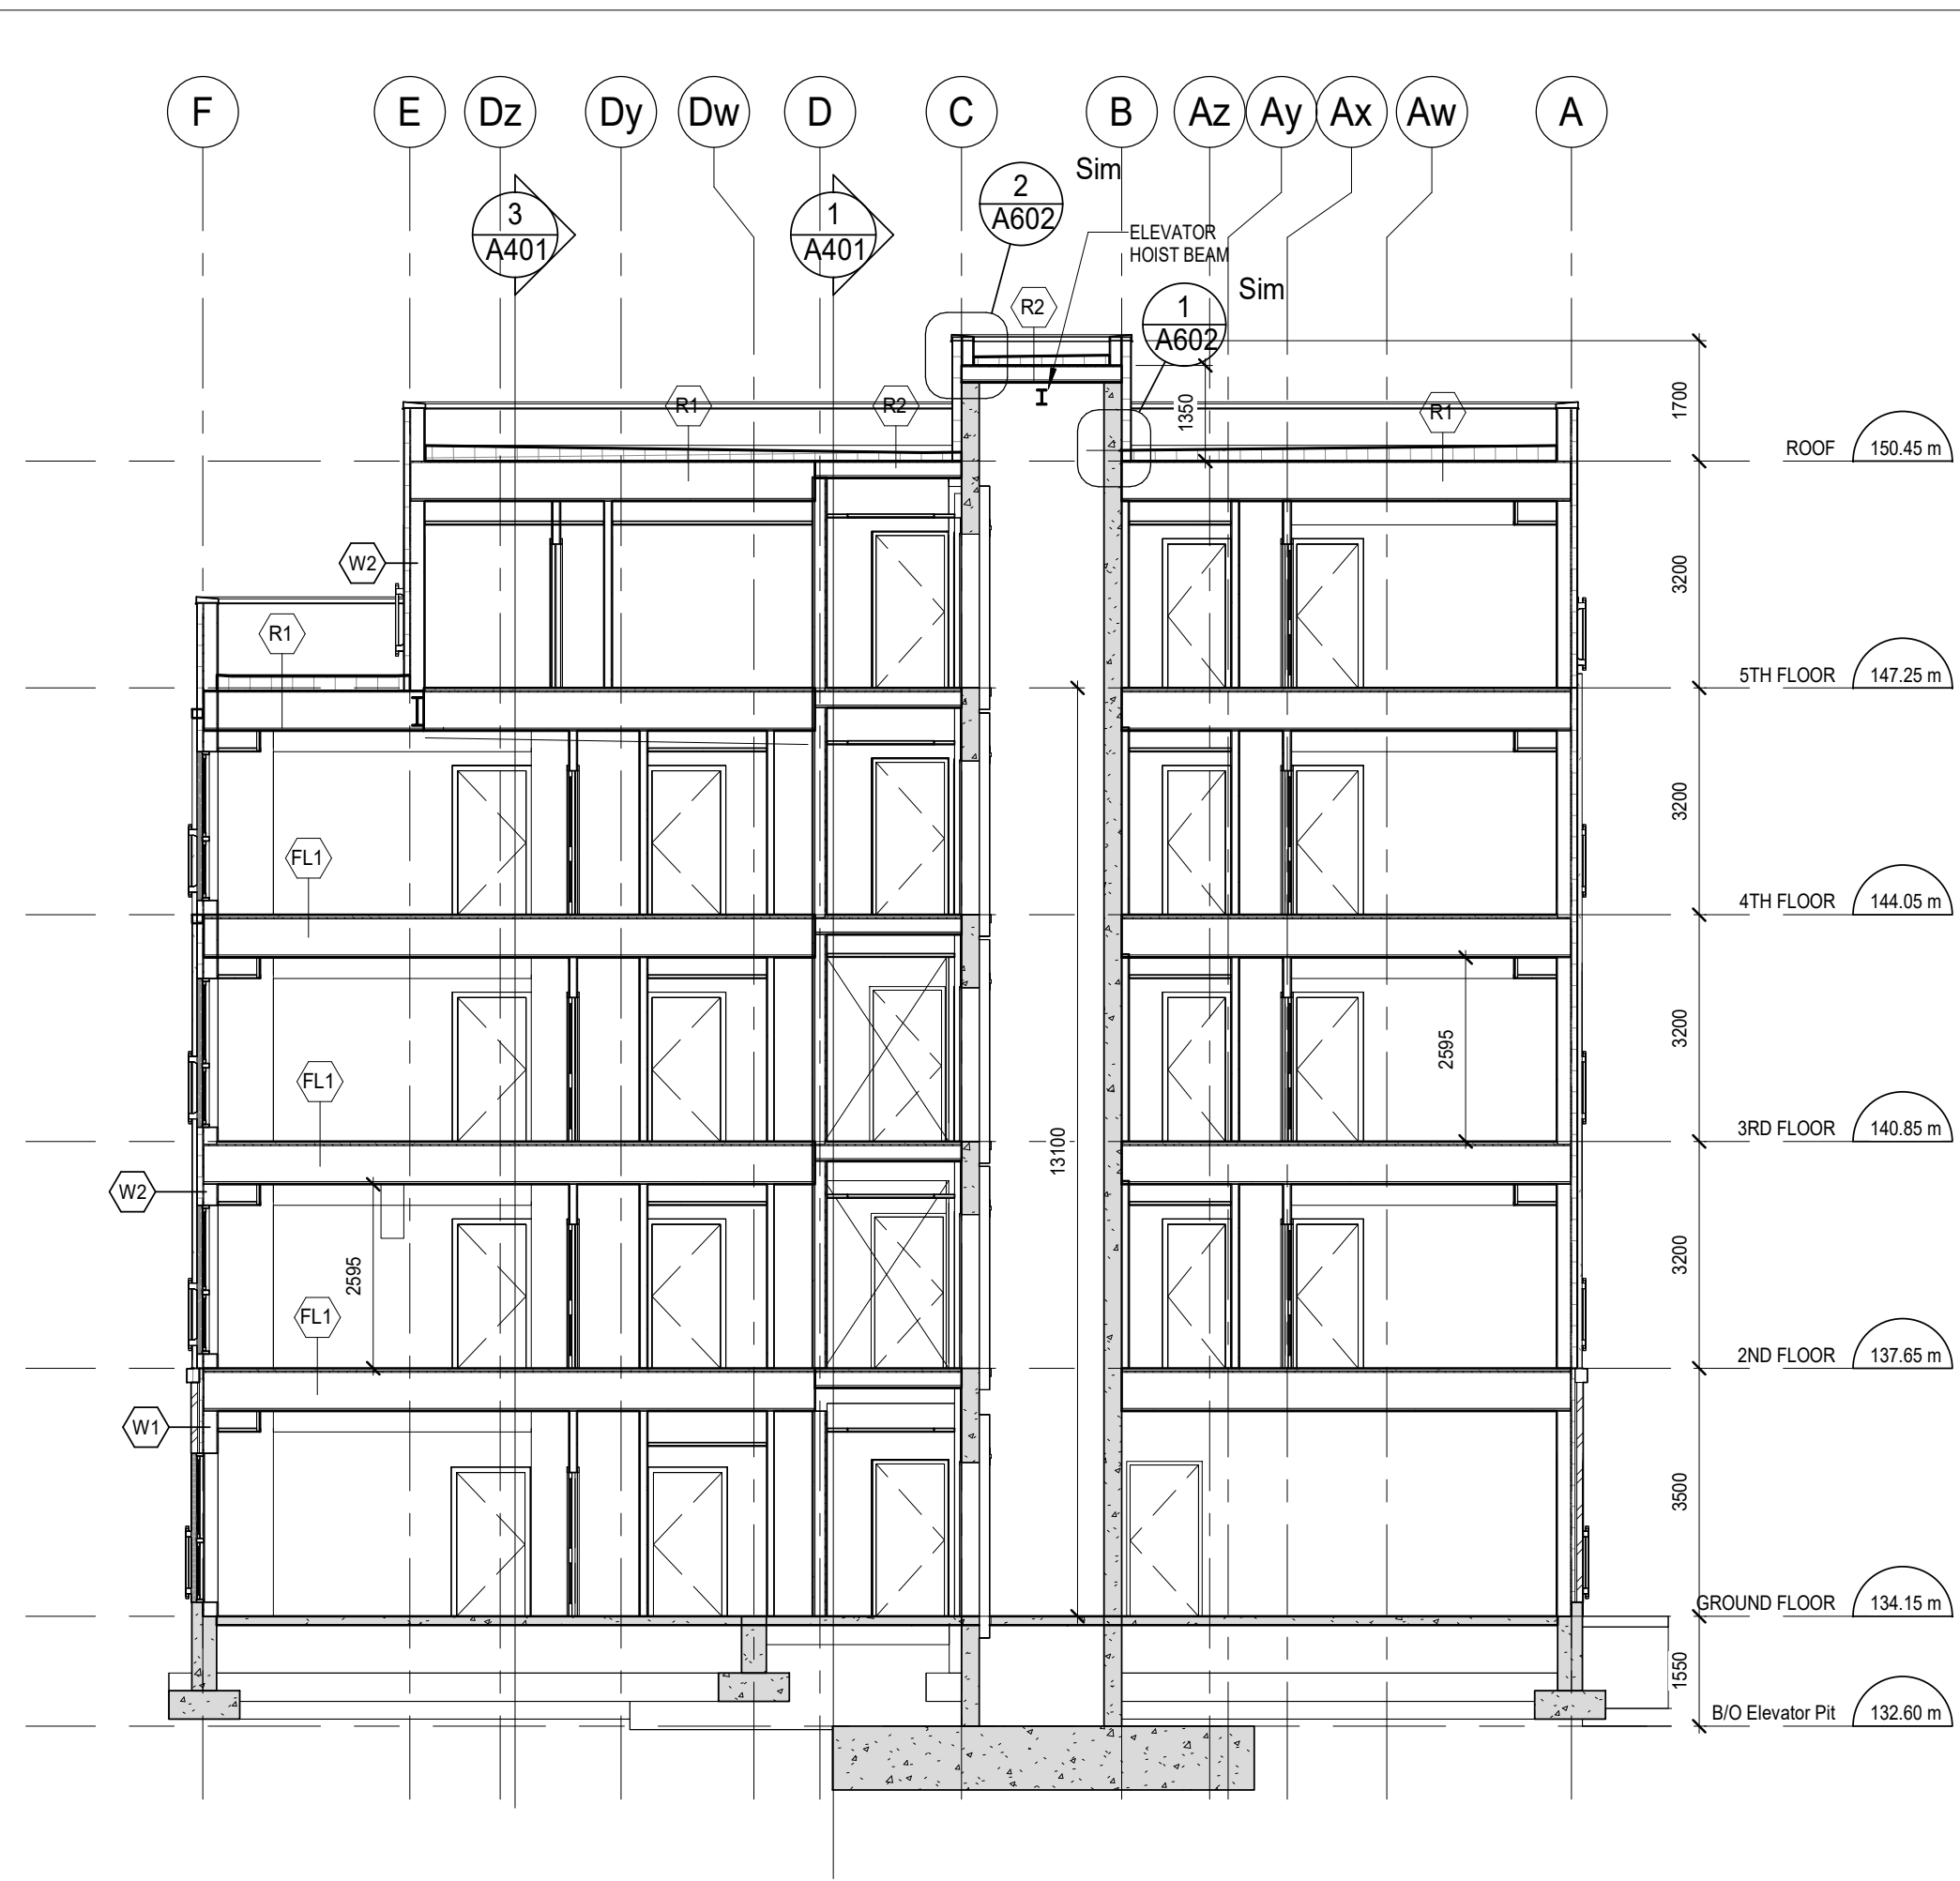 F E Dz Dy Dw D C B Az Ay Ax Aw A
Sim
2
A602
3
A401
1
A401
ELEVATOR
HOIST BEAM
Sim
1
A602
R2
R1
R2
R1
1350
1700
ROOF 150.45 m
W2
3200
R1
5TH FLOOR 147.25 m
3200
FL1
4TH FLOOR 144.05 m
3200
2595
FL1
3RD FLOOR 140.85 m
13100
W2
3200
2595
FL1
2ND FLOOR 137.65 m
W1
3500
GROUND FLOOR 134.15 m
1550
B/O Elevator Pit 132.60 m